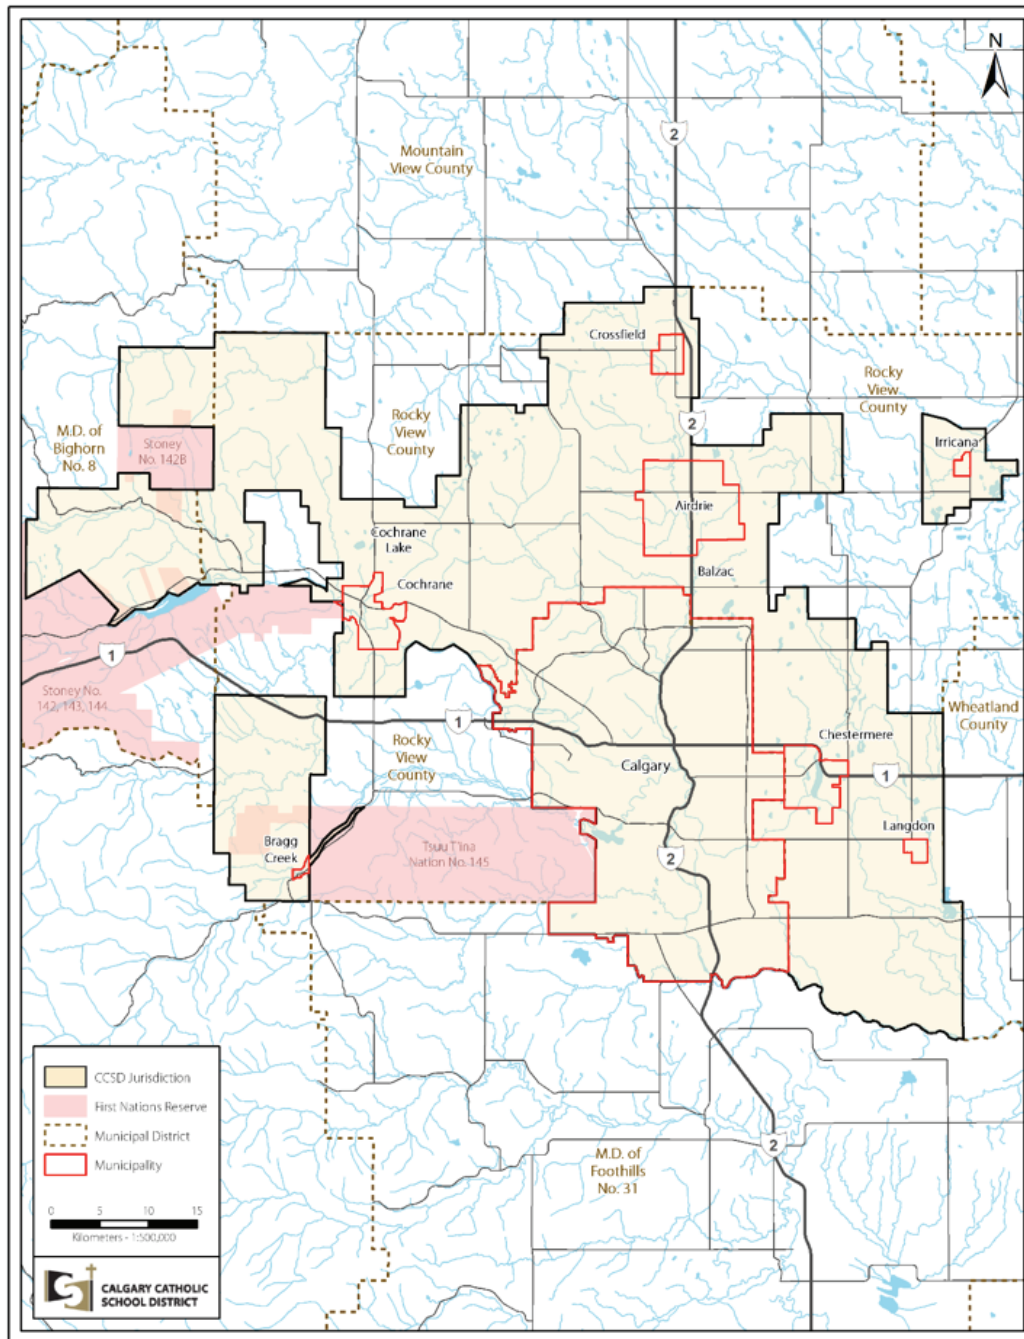 N
2
Mountain
View County
Crossfield
Rocky
View
County
2
Rocky
View
County
M.D. of
Bighorn
No. 8
Stoney
No. 142B
Irricana
Airdrie
Cochrane
Lake
Balzac
Cochrane
1
Stoney No.
142, 143, 144
Wheatland
County
1
Rocky
View
County
Chestermere
Calgary
1
Langdon
Bragg
Creek
Tsuu T'ina
Nation No. 145
2
CCSD Jurisdiction
First Nations Reserve
Municipal District
Municipality
0 5 10 15
Kilometers - 1:500,000
2
M.D. of
Foothills
No. 31
CALGARY CATHOLIC
SCHOOL DISTRICT